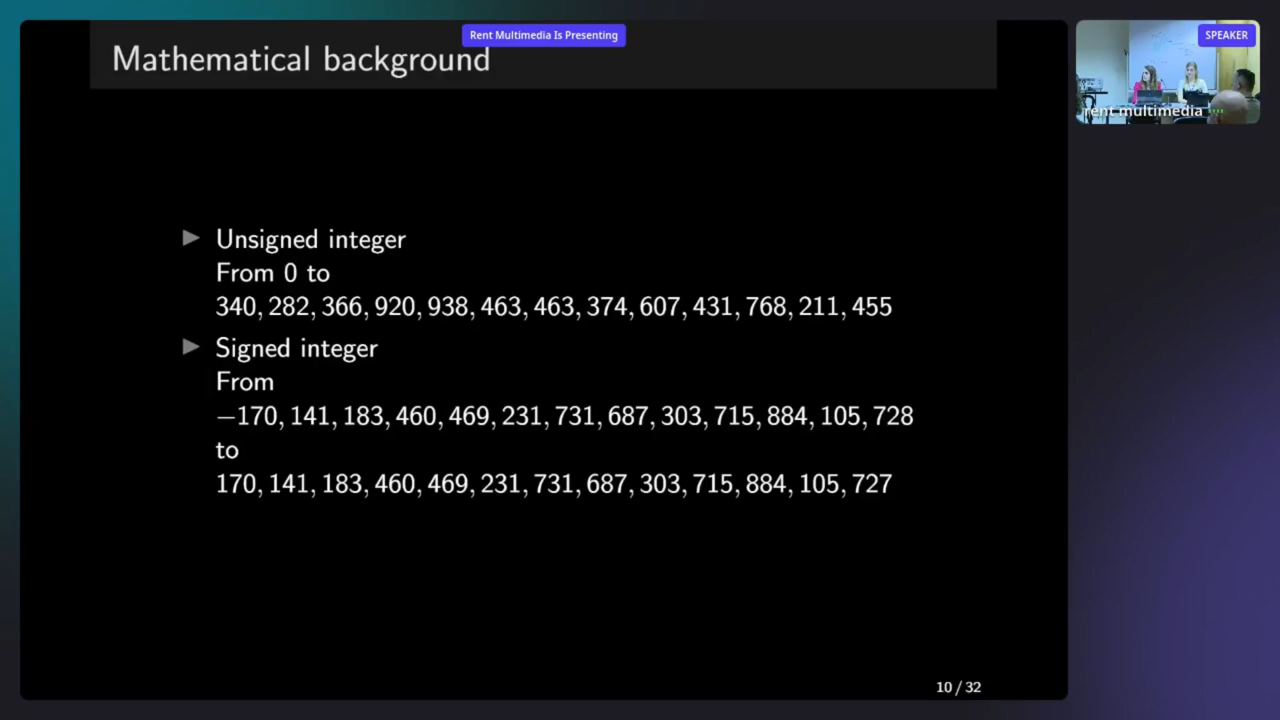 Rent Multimedia Is Presenting
Mathematical background
Unsigned integer
From 0 to
340, 282, 366, 920, 938, 463, 463, 374, 607, 431, 768, 211, 455
Signed integer
From
−170, 141, 183, 460, 469, 231, 731, 687, 303, 715, 884, 105, 728
to
170, 141, 183, 460, 469, 231, 731, 687, 303, 715, 884, 105, 727
10 / 32
SPEAKER
rent multimedia